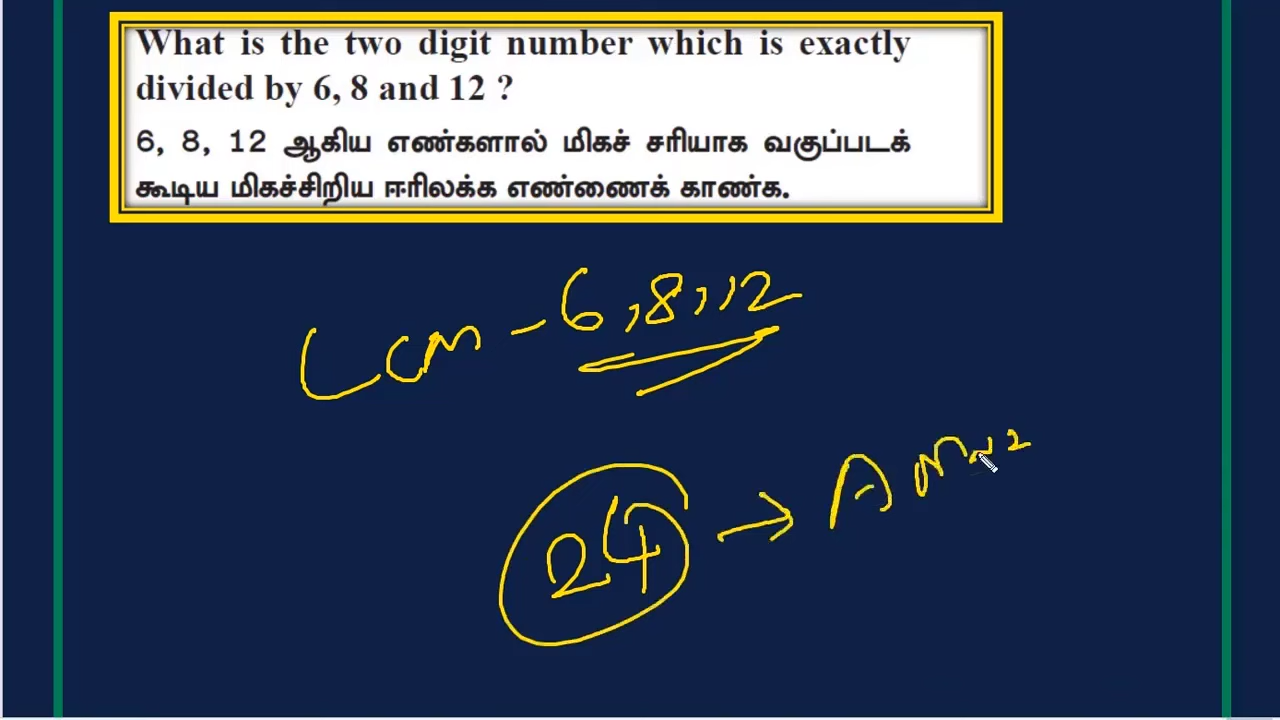 What is the two digit number which is exactly
divided by 6, 8 and 12 ?
6, 8, 12 ஆகிய எண்களால் மிகச் சரியாக வகுப்படக்
கூடிய மிகச்சிறிய ஈரிலக்க எண்ணைக் காண்க.
Lcm - 6,8,12
24 →